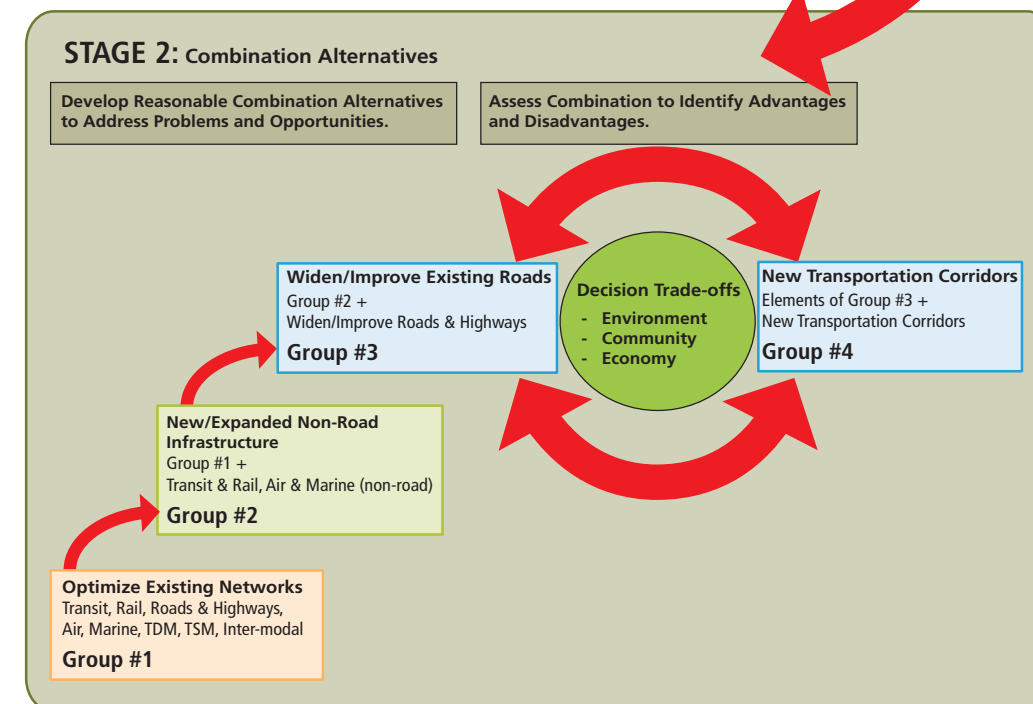 STAGE 2: Combination Alternatives
Develop Reasonable Combination Alternatives
to Address Problems and Opportunities.
Assess Combination to Identify Advantages
and Disadvantages.
Widen/Improve Existing Roads
Group #2 +
Widen/Improve Roads & Highways
Group #3
Decision Trade-offs
- Environment
- Community
- Economy
New Transportation Corridors
Elements of Group #3 +
New Transportation Corridors
Group #4
New/Expanded Non-Road
Infrastructure
Group #1 +
Transit & Rail, Air & Marine (non-road)
Group #2
Optimize Existing Networks
Transit, Rail, Roads & Highways,
Air, Marine, TDM, TSM, Inter-modal
Group #1